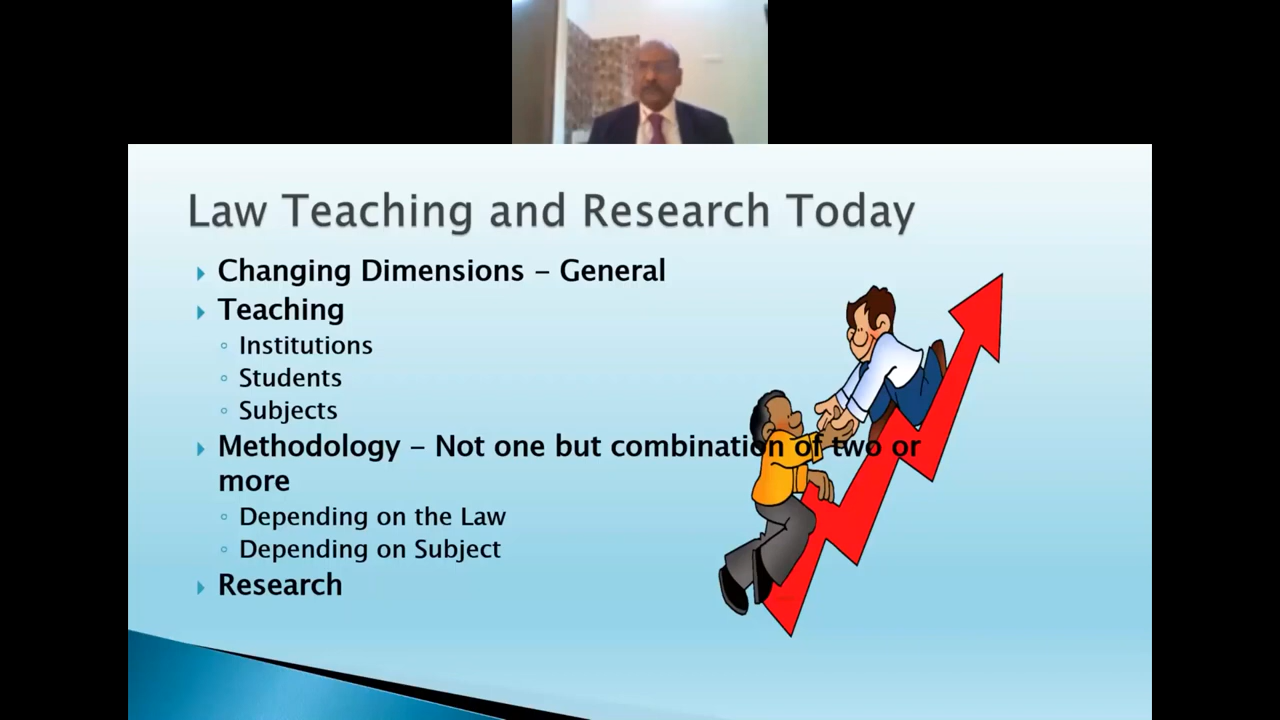 Law Teaching and Research Today
Changing Dimensions – General
Teaching
Institutions
Students
Subjects
Methodology – Not one but combination of two or
more
Depending on the Law
Depending on Subject
Research